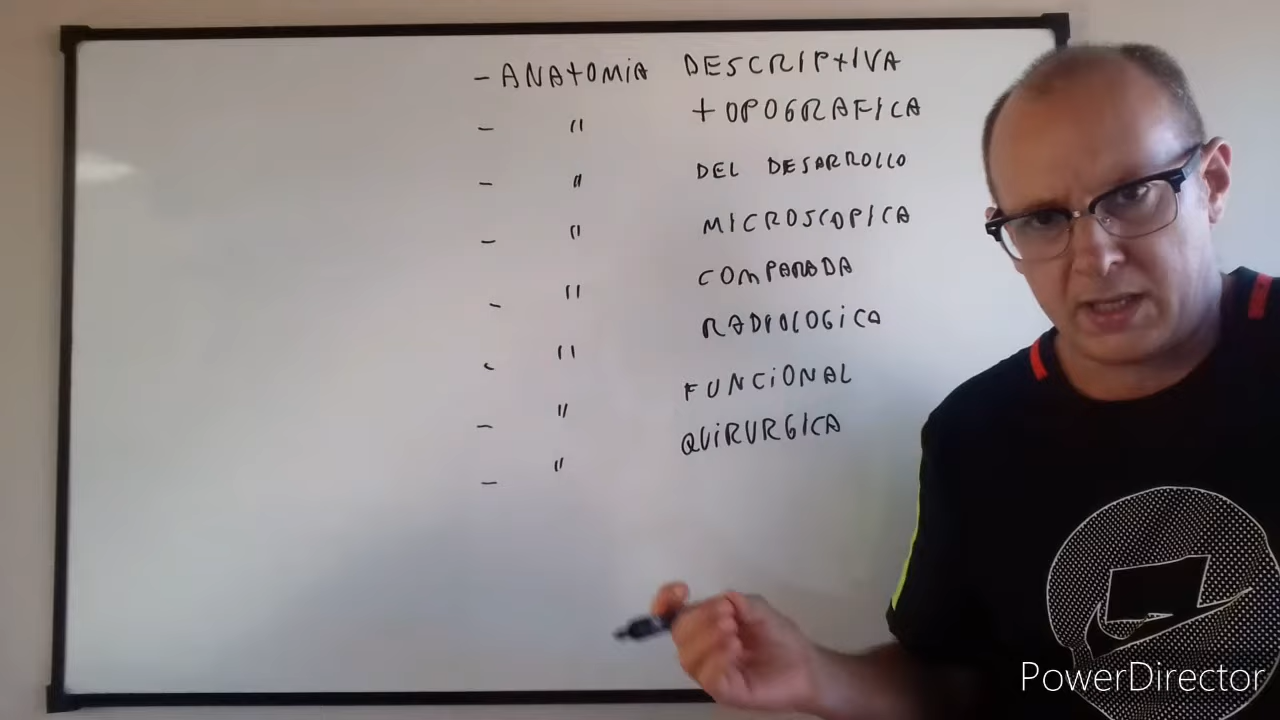 - ANATOMiA DESCRIPTIVA
- " TOPOGRAFICA
- " DEL DESARROLLO
- " MICROSCOPICA
- " COMPARADA
- " RADIOLOGiCA
- " FUNCiONAL
- " QUiRURGICA
PowerDirector